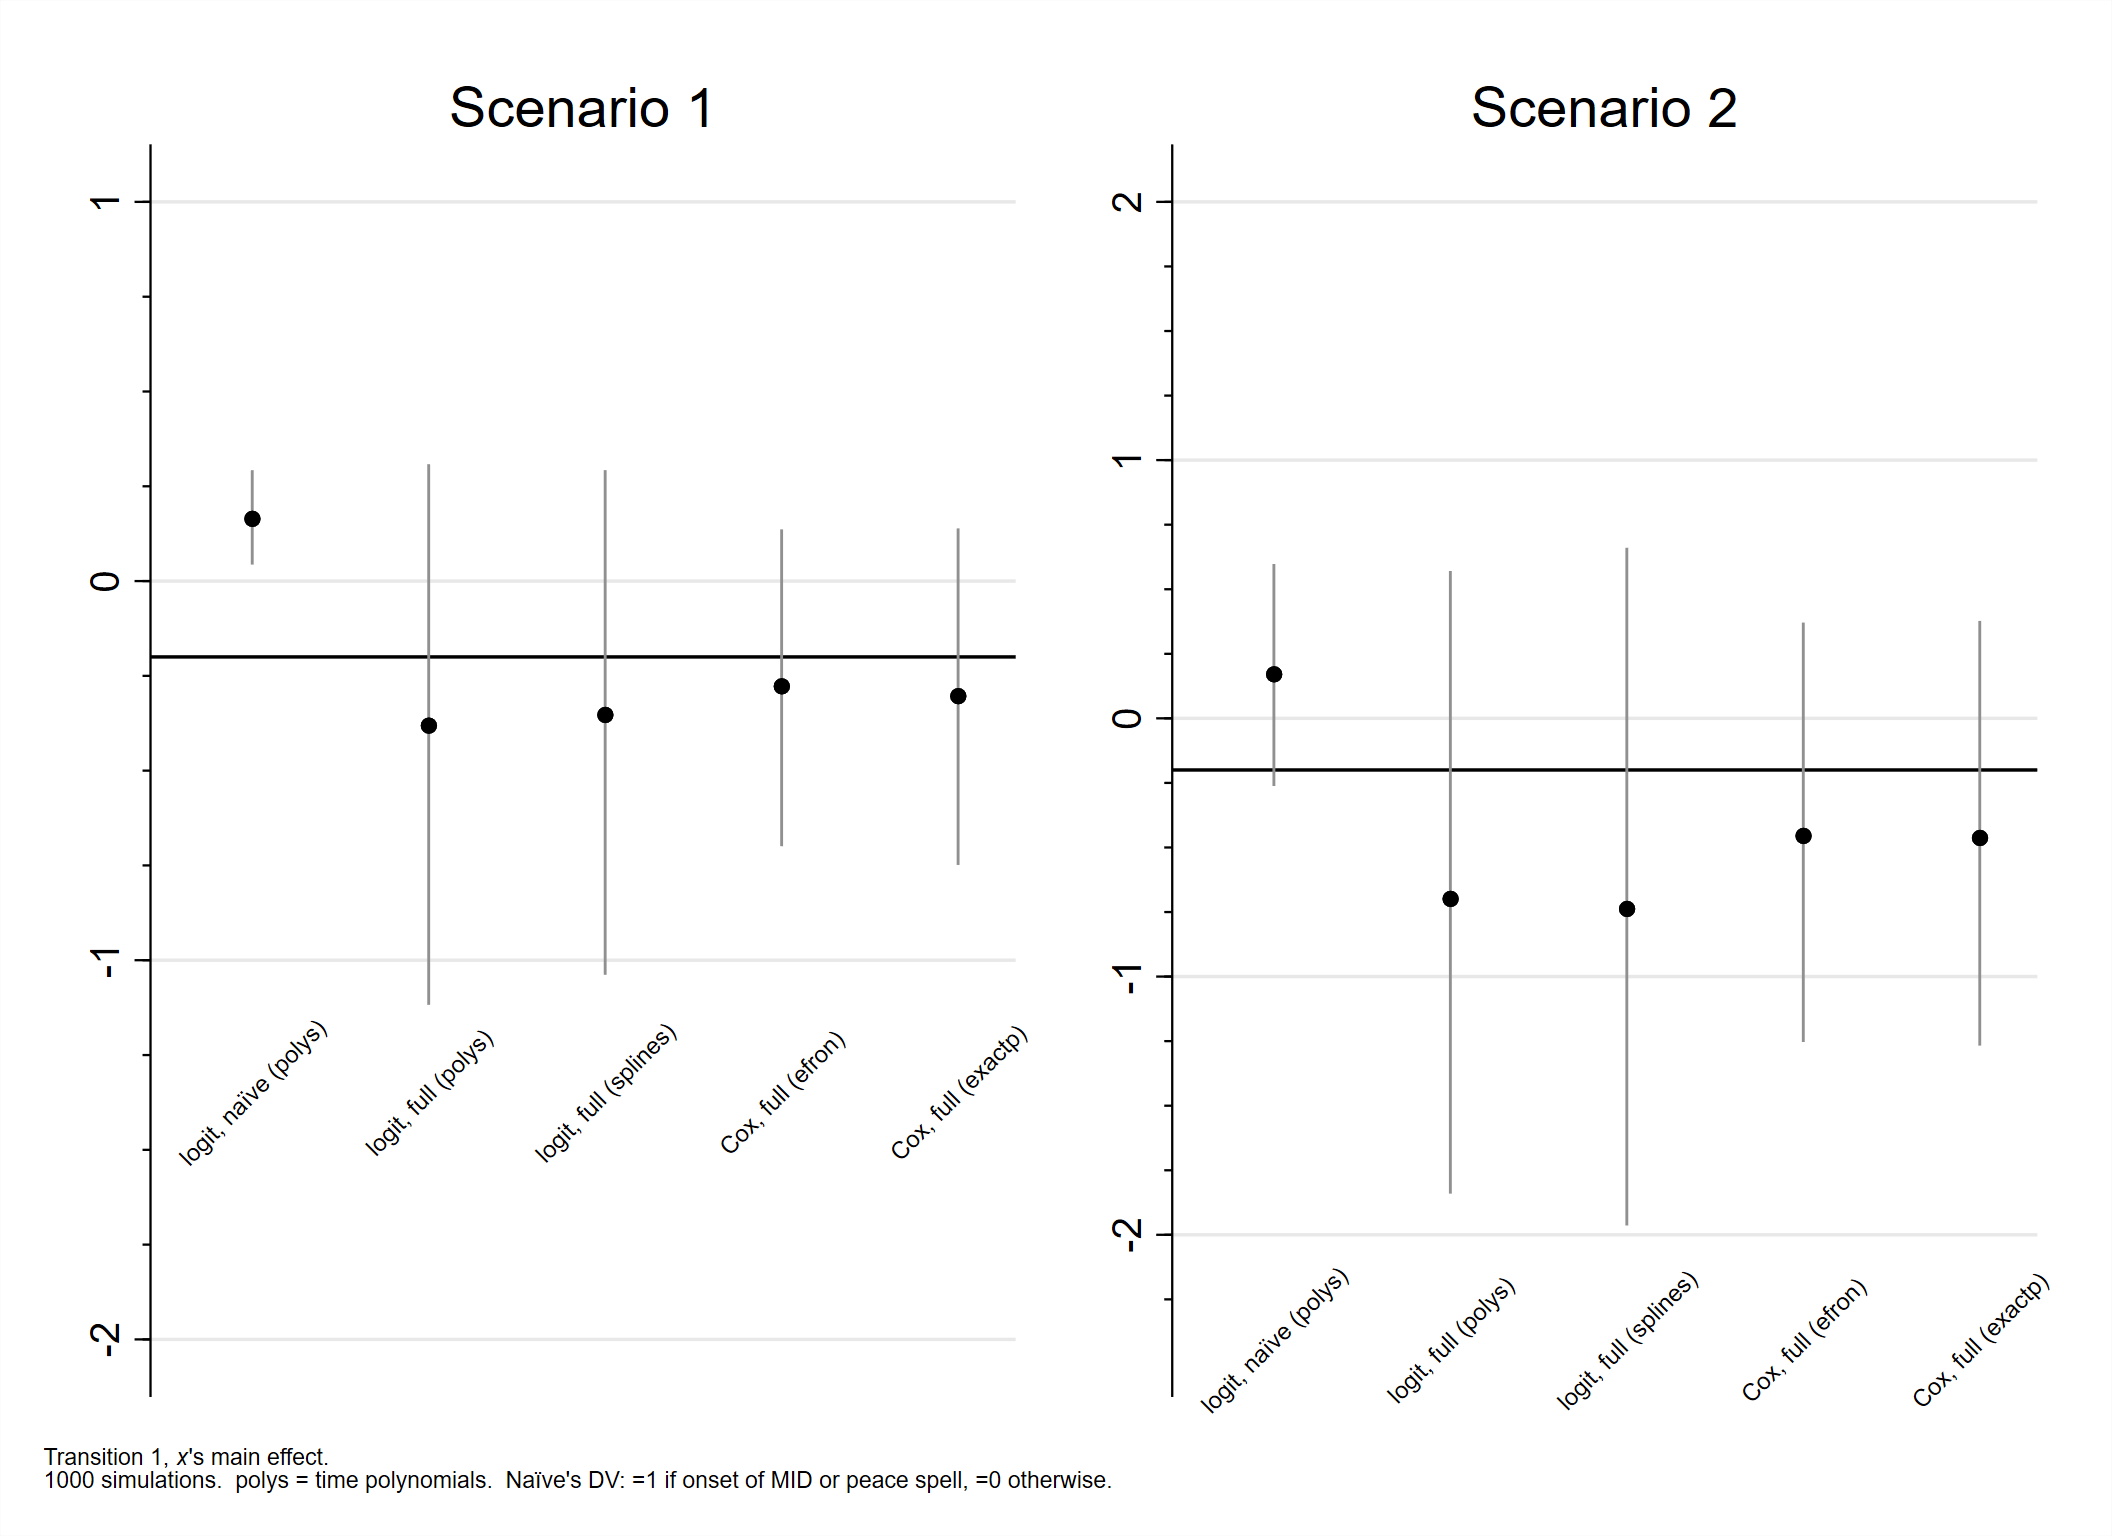 Scenario 1
1
0
-1
-2
logit, naïve (polys)
logit, full (polys)
logit, full (splines)
Cox, full (efron)
Cox, full (exactp)
Scenario 2
2
1
0
-1
-2
logit, naïve (polys)
logit, full (polys)
logit, full (splines)
Cox, full (efron)
Cox, full (exactp)
Transition 1, x's main effect.
1000 simulations.  polys = time polynomials.  Naïve's DV: =1 if onset of MID or peace spell, =0 otherwise.